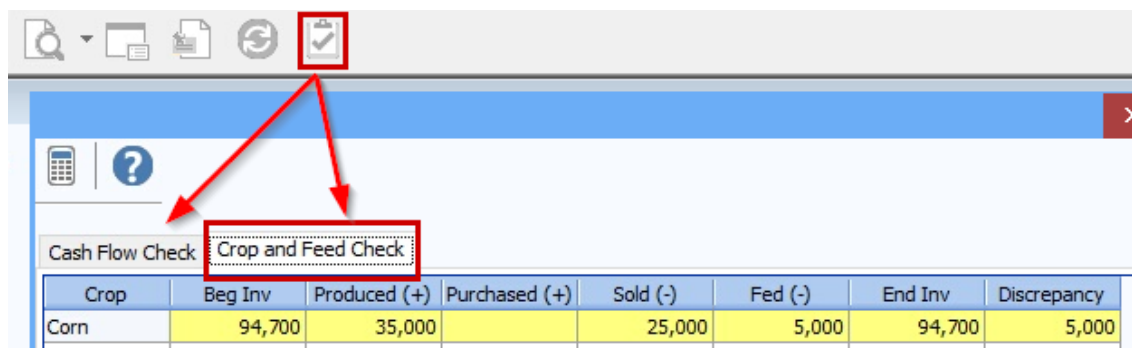 Cash Flow Check Crop and Feed Check
Crop Beg Inv Produced (+) Purchased (+) Sold (-) Fed (-) End Inv Discrepancy
Corn 94,700 35,000 25,000 5,000 94,700 5,000